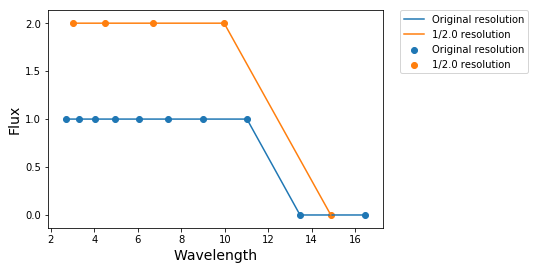 2.0
1.5
1.0
0.5
0.0
Flux
2 4 6 8 10 12 14 16
Wavelength
Original resolution
1/2.0 resolution
Original resolution
1/2.0 resolution